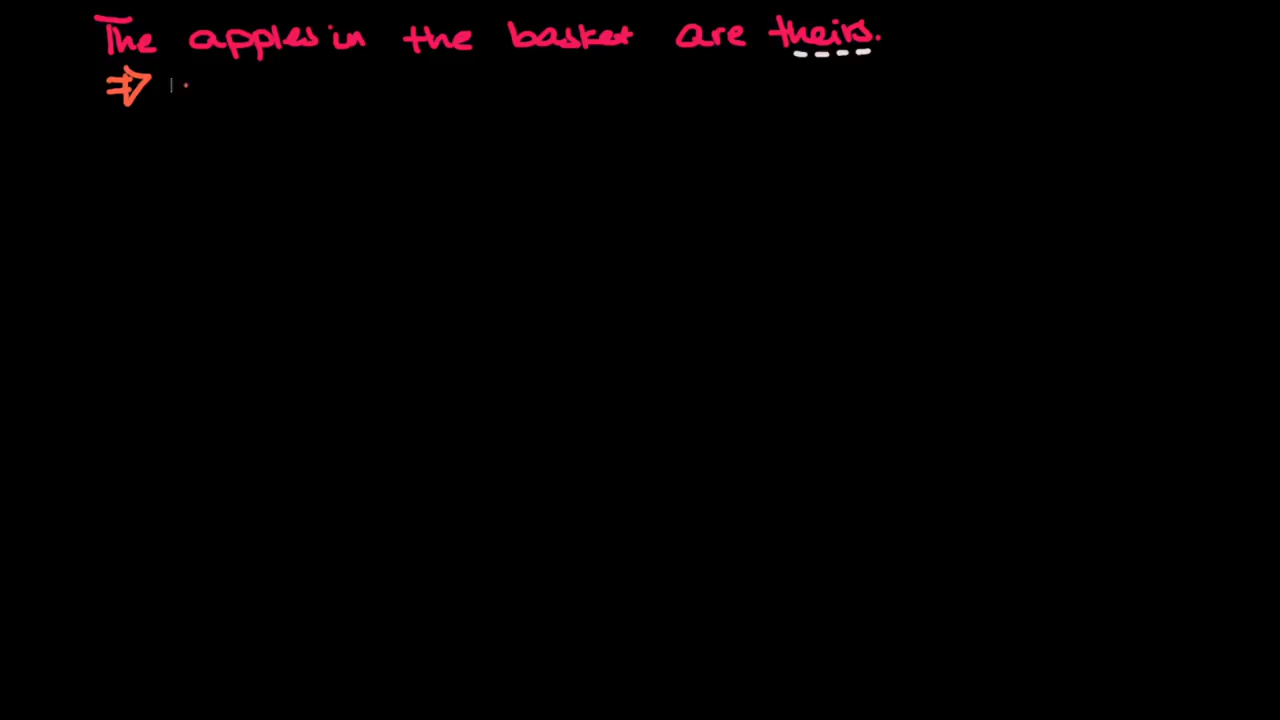 The apples in the basket are theirs.
⇒